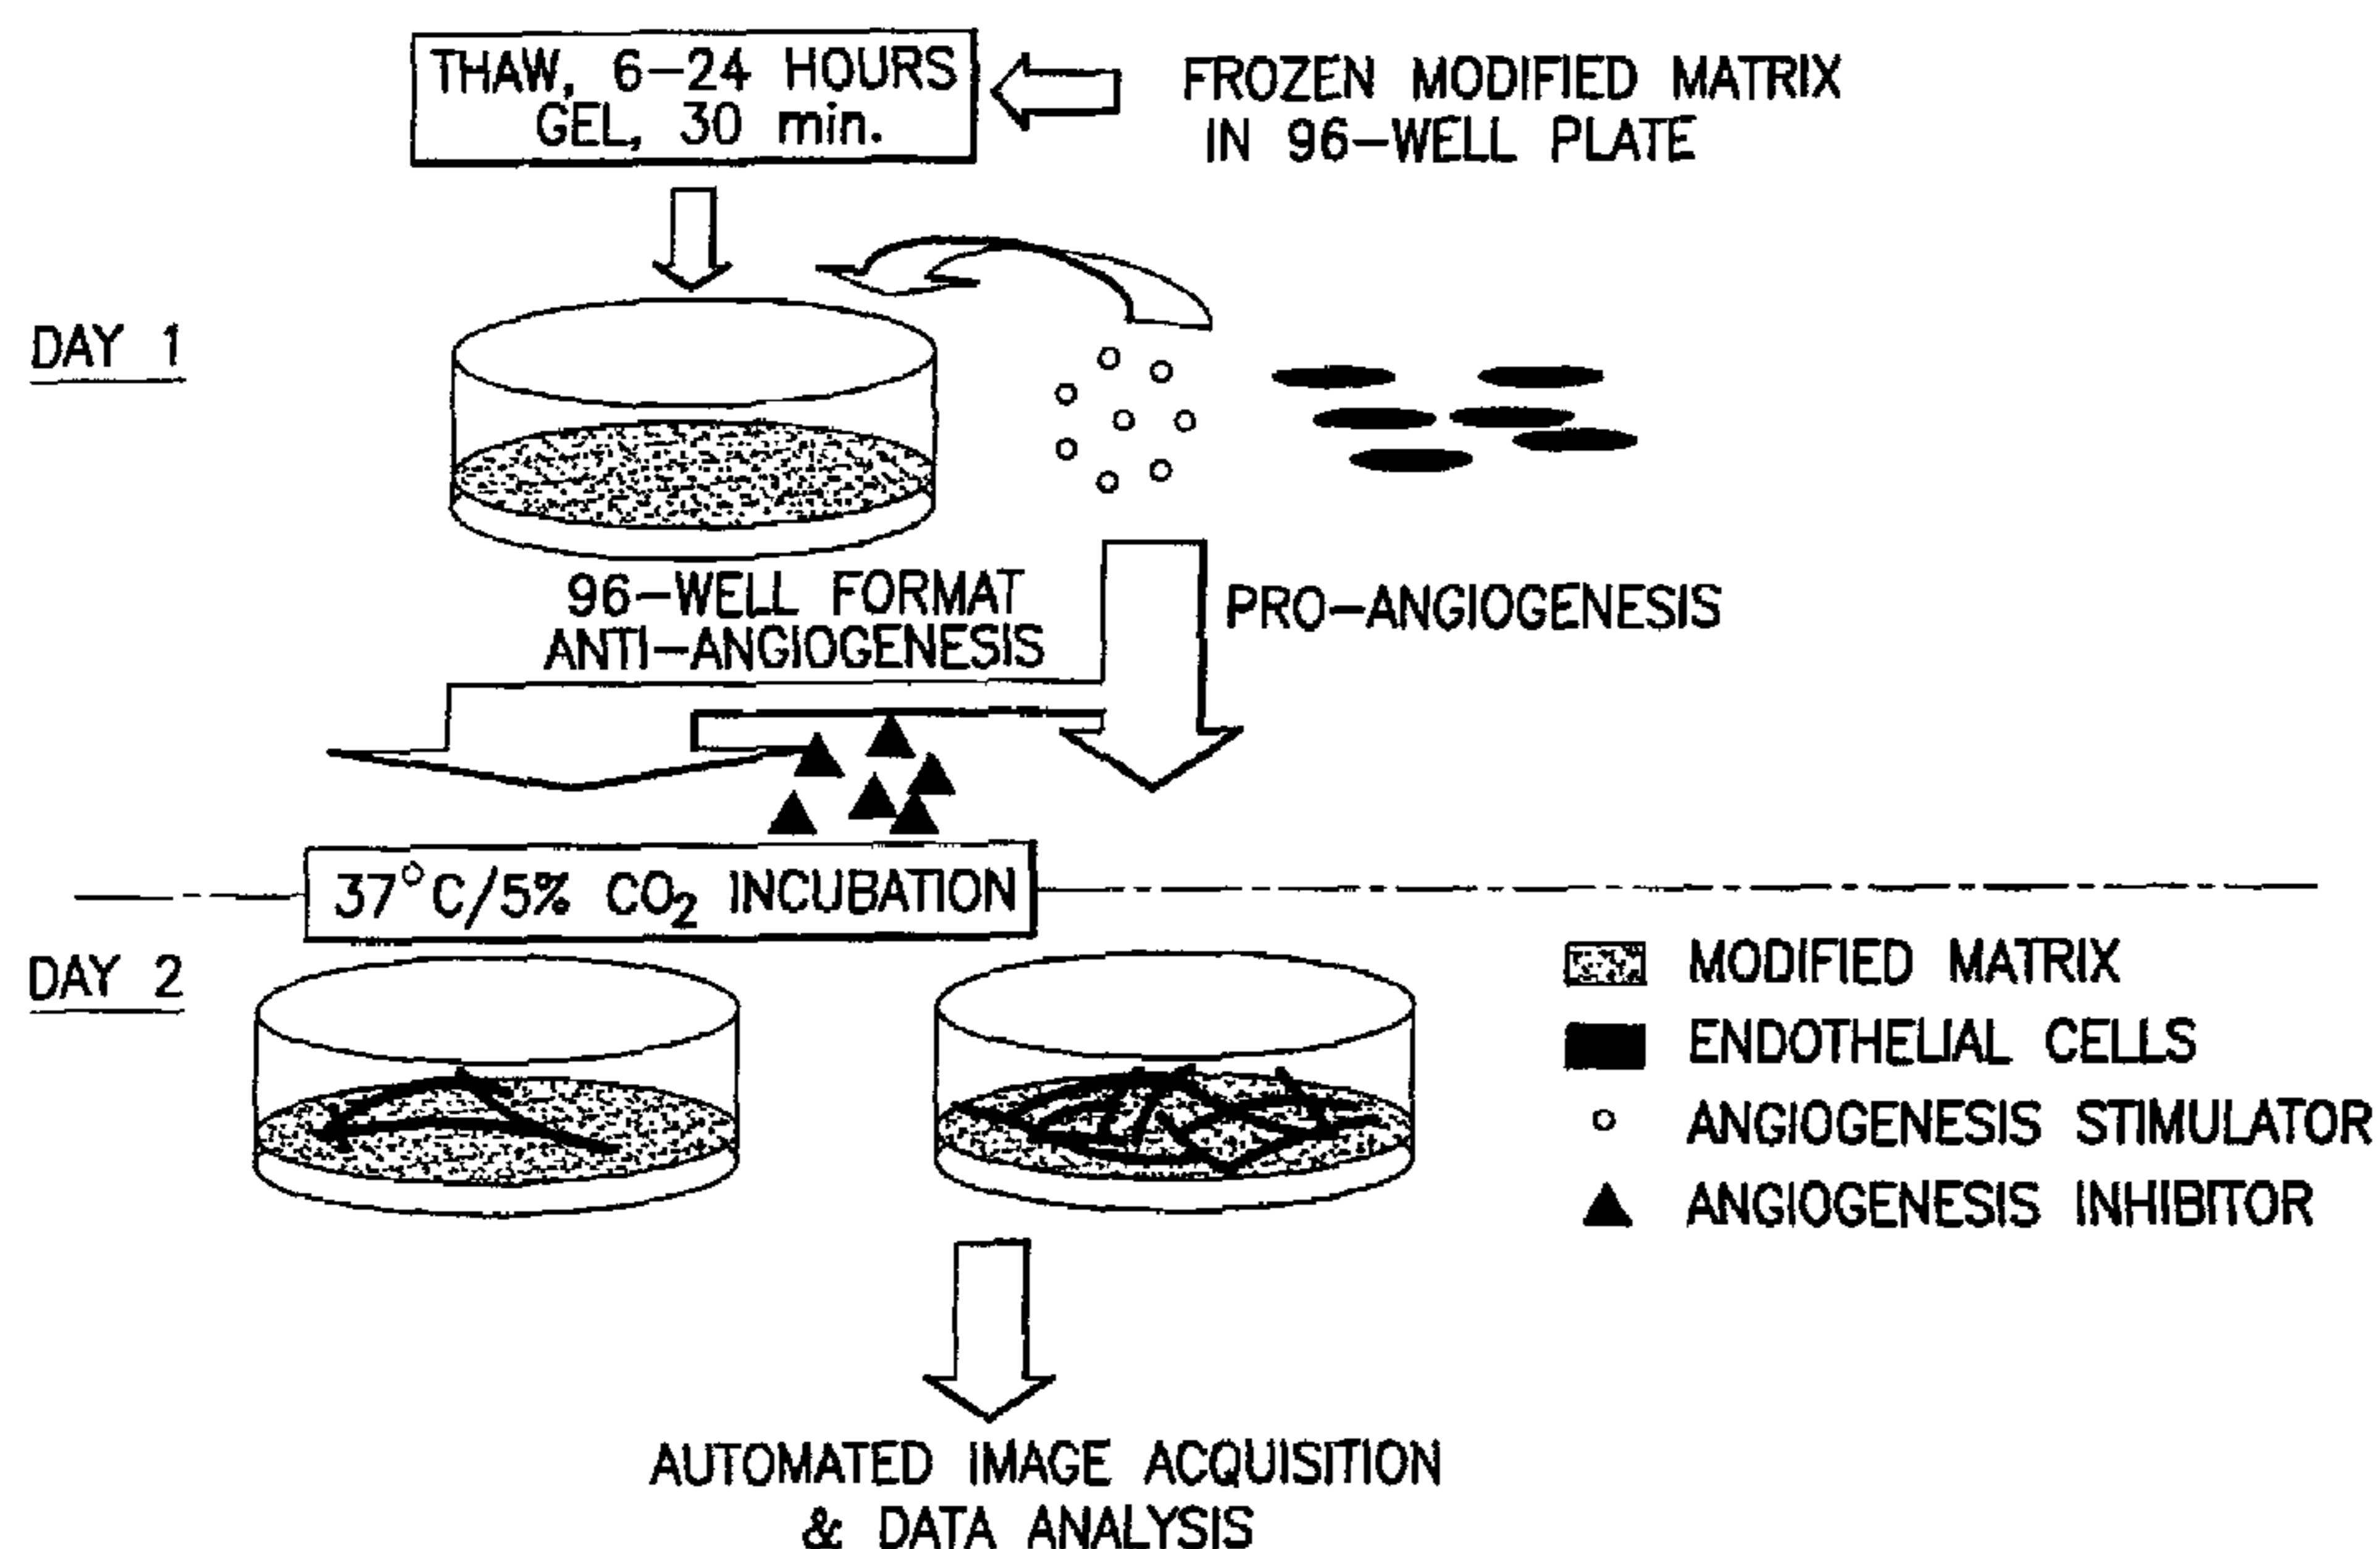 THAW, 6-24 HOURS
GEL, 30 min.
FROZEN MODIFIED MATRIX
IN 96-WELL PLATE
DAY 1
96-WELL FORMAT
ANTI-ANGIOGENESIS
PRO-ANGIOGENESIS
37°C/5% CO₂ INCUBATION
DAY 2
MODIFIED MATRIX
ENDOTHELIAL CELLS
ANGIOGENESIS STIMULATOR
ANGIOGENESIS INHIBITOR
AUTOMATED IMAGE ACQUISITION
& DATA ANALYSIS